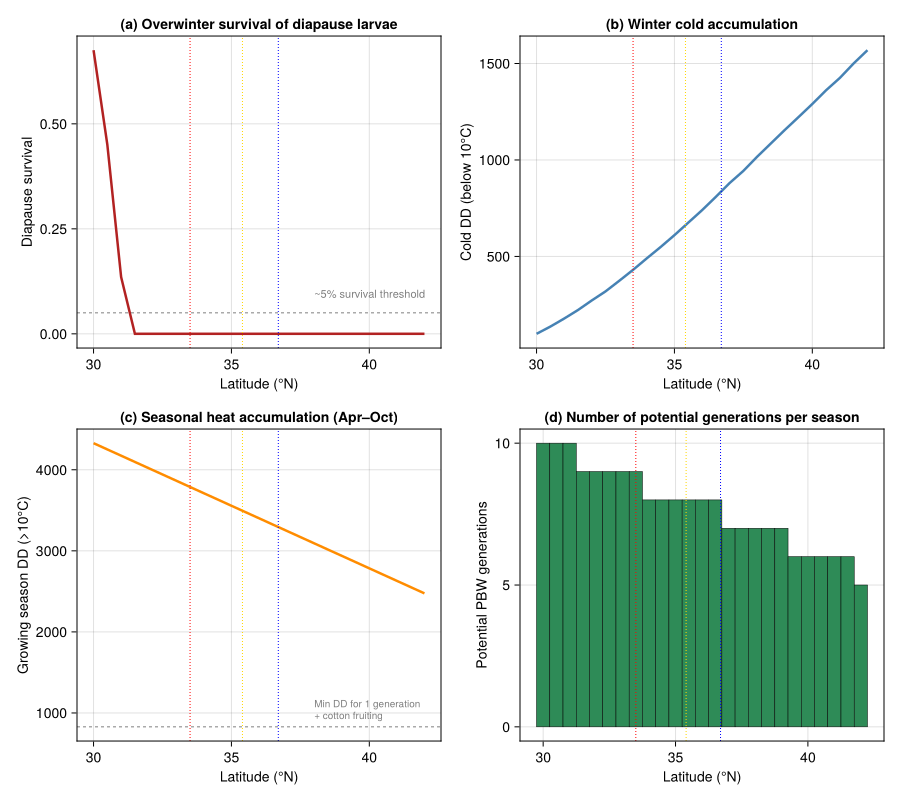 (a) Overwinter survival of diapause larvae
Diapause survival
0.50
0.25
0.00
~5% survival threshold
30
35
40
Latitude (°N)
(b) Winter cold accumulation
Cold DD (below 10°C)
1500
1000
500
30
35
40
Latitude (°N)
(c) Seasonal heat accumulation (Apr–Oct)
Growing season DD (>10°C)
4000
3000
2000
1000
Min DD for 1 generation
+ cotton fruiting
30
35
40
Latitude (°N)
(d) Number of potential generations per season
Potential PBW generations
10
5
0
30
35
40
Latitude (°N)